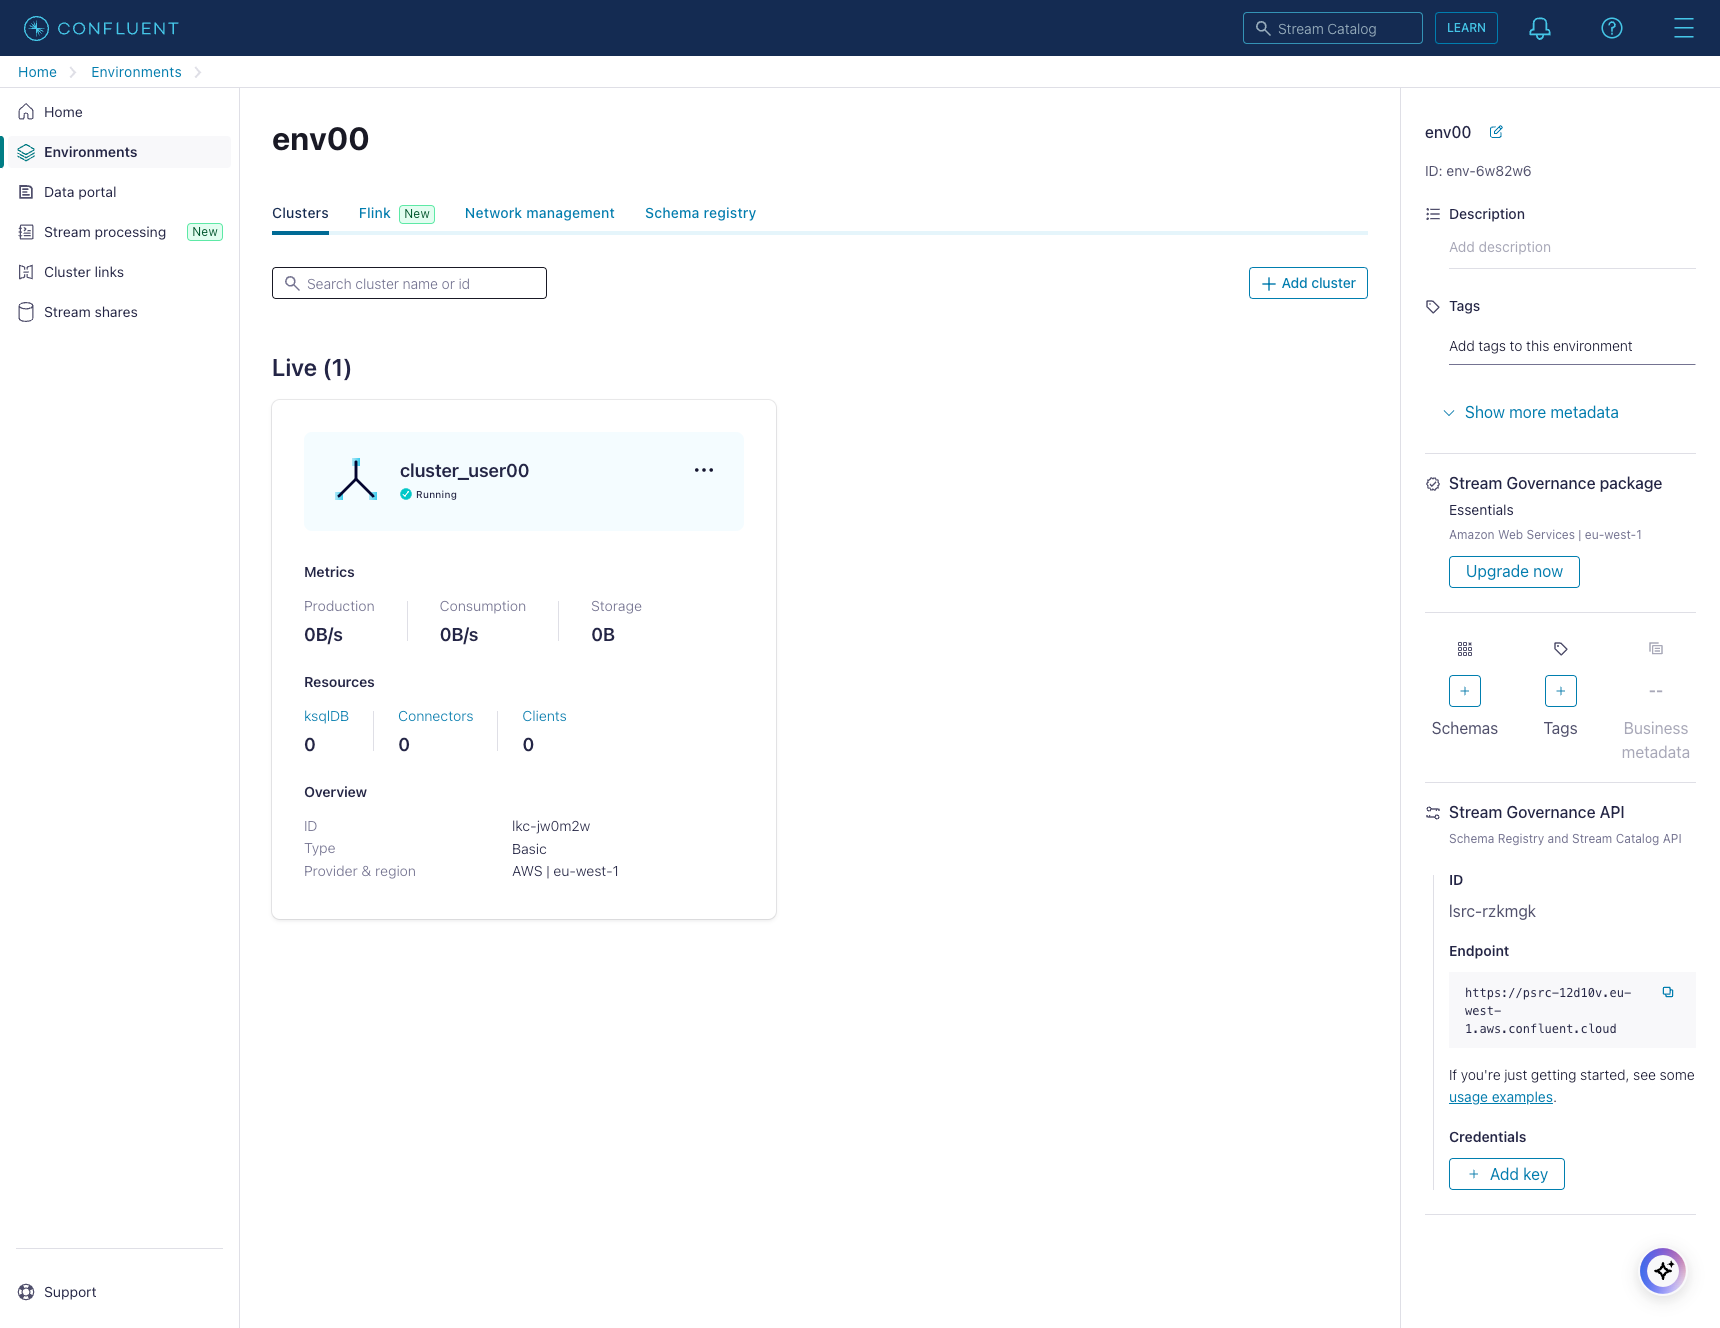 CONFLUENT
Stream Catalog
LEARN
Home
Environments
Home
Environments
Data portal
Stream processing New
Cluster links
Stream shares
Support
env00
Clusters
Flink New
Network management
Schema registry
Search cluster name or id
Add cluster
Live (1)
cluster_user00
Running
Metrics
Production Consumption Storage
0B/s 0B/s 0B
Resources
ksqlDB Connectors Clients
0 0 0
Overview
ID lkc-jw0m2w
Type Basic
Provider & region AWS | eu-west-1
env00
ID: env-6w82w6
Description
Add description
Tags
Add tags to this environment
Show more metadata
Stream Governance package
Essentials
Amazon Web Services | eu-west-1
Upgrade now
+ + --
Schemas Tags Business
metadata
Stream Governance API
Schema Registry and Stream Catalog API
ID
lsrc-rzkmgk
Endpoint
https://psrc-12d10v.eu-
west-
1.aws.confluent.cloud
If you're just getting started, see some
usage examples.
Credentials
+ Add key